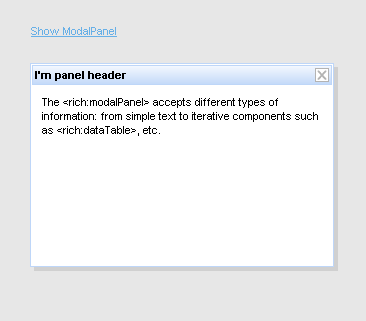 Show ModalPanel
I'm panel header
The <rich:modalPanel> accepts different types of
information: from simple text to iterative components such
as <rich:dataTable>, etc.